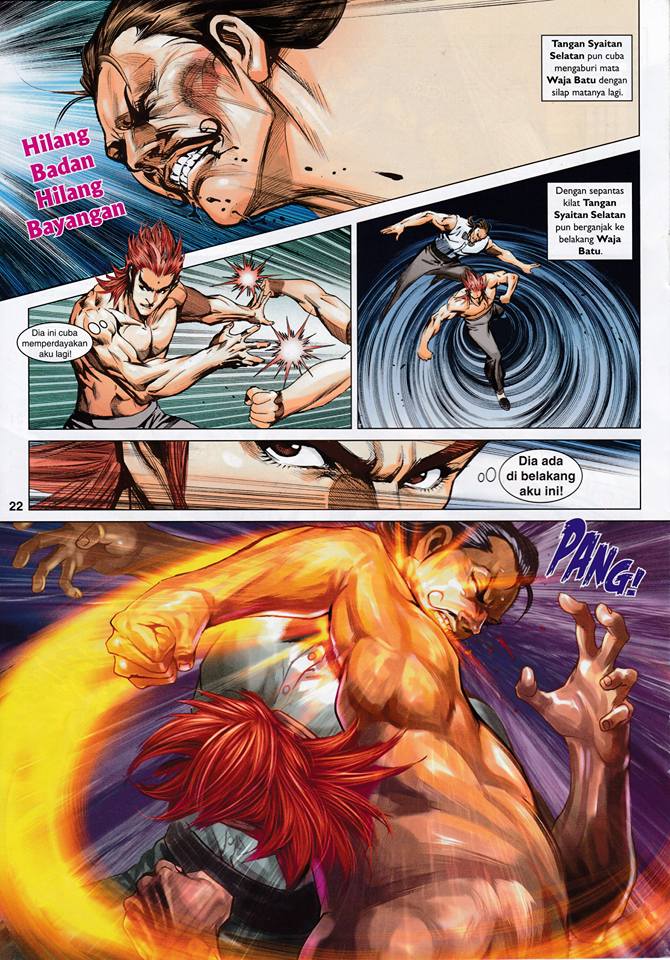 Tangan Syaitan
Selatan pun cuba
mengaburi mata
Waja Batu dengan
silap matanya lagi.
Hilang
Badan
Hilang
Bayangan
Dengan sepantas
kilat Tangan
Syaitan Selatan
pun berganjak ke
belakang Waja
Batu.
Dia ini cuba
memperdayakan
aku lagi!
Dia ada
di belakang
aku ini!
22
PANG!